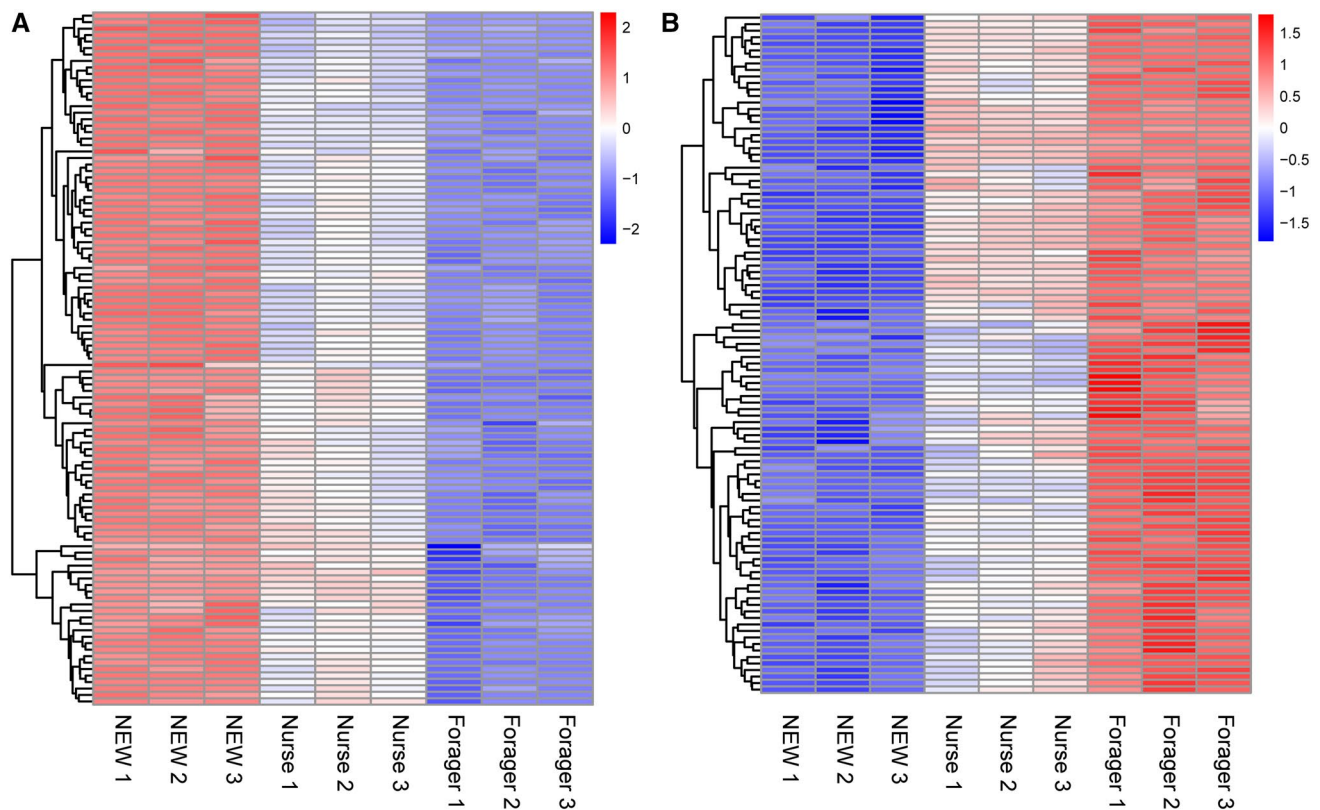 A
2
1
0
−1
−2
NEW 1
NEW 2
NEW 3
Nurse 1
Nurse 2
Nurse 3
Forager 1
Forager 2
Forager 3
B
1.5
1
0.5
0
−0.5
−1
−1.5
NEW 1
NEW 2
NEW 3
Nurse 1
Nurse 2
Nurse 3
Forager 1
Forager 2
Forager 3